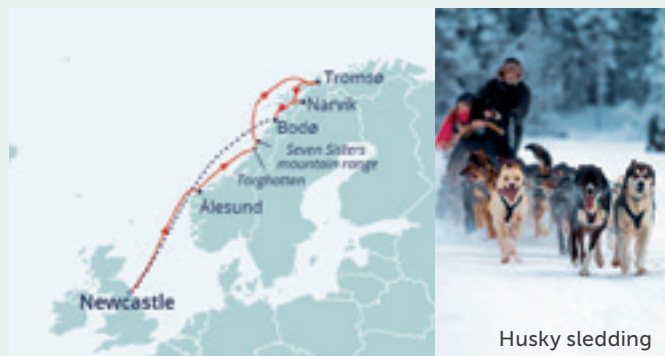 Tromsø
Narvik
Bodø
Seven Sisters
mountain range
Torghatten
Ålesund
Newcastle
Husky sledding